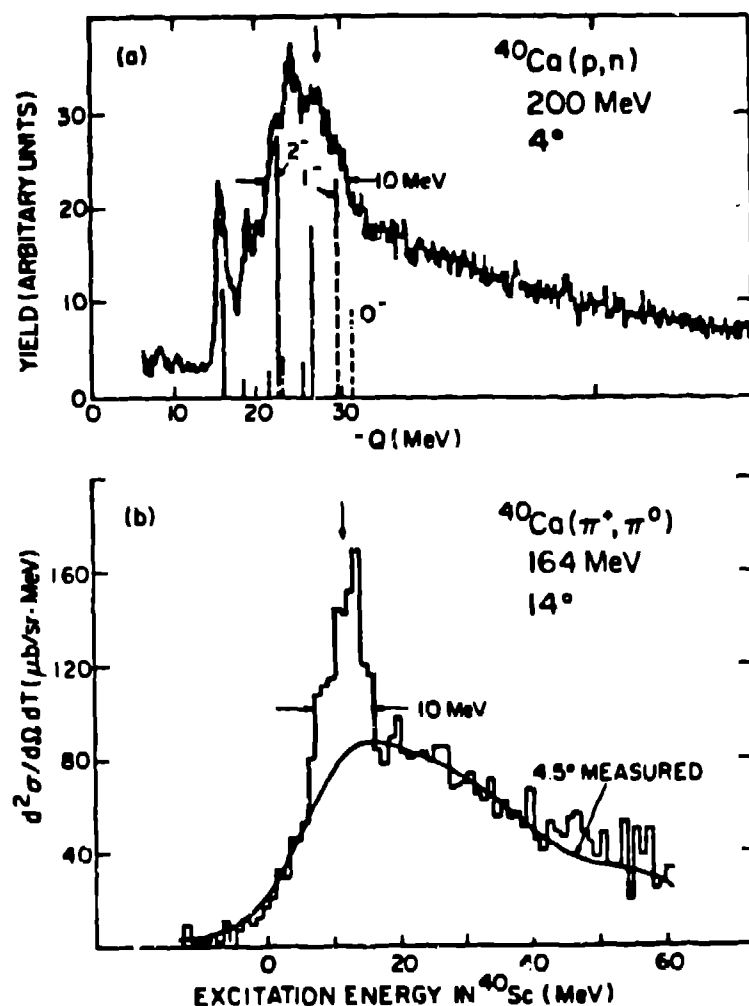 (a)
⁴⁰Ca(p,n)
200 MeV
4°
YIELD (ARBITARY UNITS)
30
20
10
0
2⁻
1⁻
10 MeV
0⁻
0 10 20 30
-Q (MeV)
(b)
⁴⁰Ca(π⁺,π⁰)
164 MeV
14°
d²σ/dΩ dT (μb/sr-MeV)
160
120
80
40
10 MeV
4.5° MEASURED
0 20 40 60
EXCITATION ENERGY IN ⁴⁰Sc (MeV)